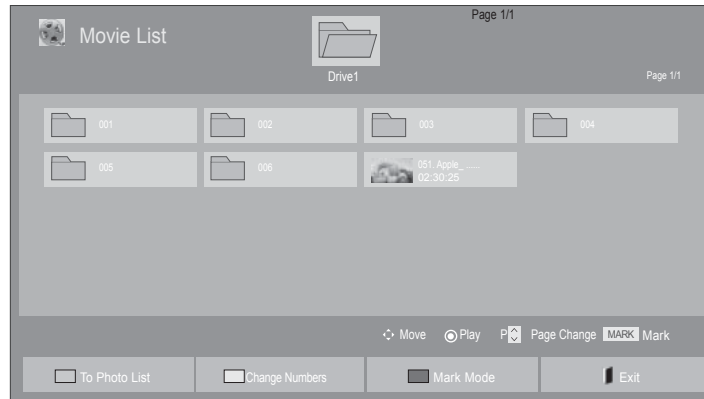 Page 1/1
Movie List
Drive1
Page 1/1
001 002 003 004
005 006 051. Apple_ ......
02:30:25
Move Play P Page Change MARK Mark
To Photo List Change Numbers Mark Mode Exit